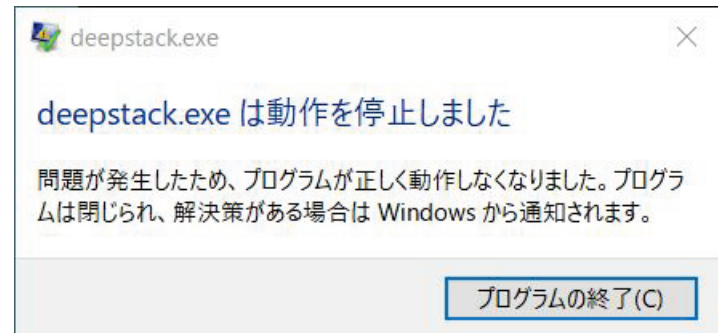 deepstack.exe
deepstack.exe は動作を停止しました
問題が発生したため、プログラムが正しく動作しなくなりました。プログラ
ムは閉じられ、解決策がある場合は Windows から通知されます。
プログラムの終了(C)